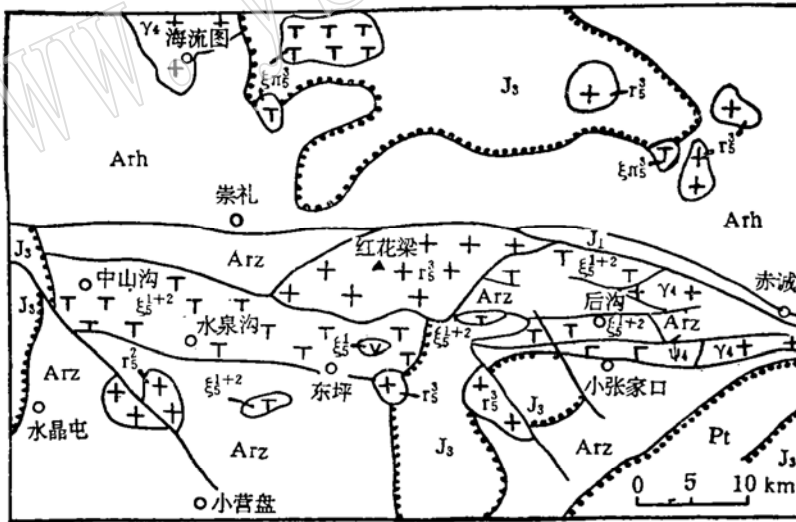 γ₄
海流图
ξπ₅³
J₃
r₅³
r₅³
ξπ₅³
Arh
Arh
崇礼
J₃
Arz
红花梁
r₅³
J₁
ξ₅¹⁺²
中山沟
ξ₅¹⁺²
Arz
γ₄
赤诚
J₃
水泉沟
ξ₅¹
ξ₅¹⁺²
后沟
ξ₅¹⁺²
Arz
r₅²
ξ₅¹⁺²
东坪
r₅³
r₅³
J₃
小张家口
ψ₄
γ₄
Arz
水晶屯
Arz
J₃
Arz
Pt
J₃
小营盘
0 5 10 km